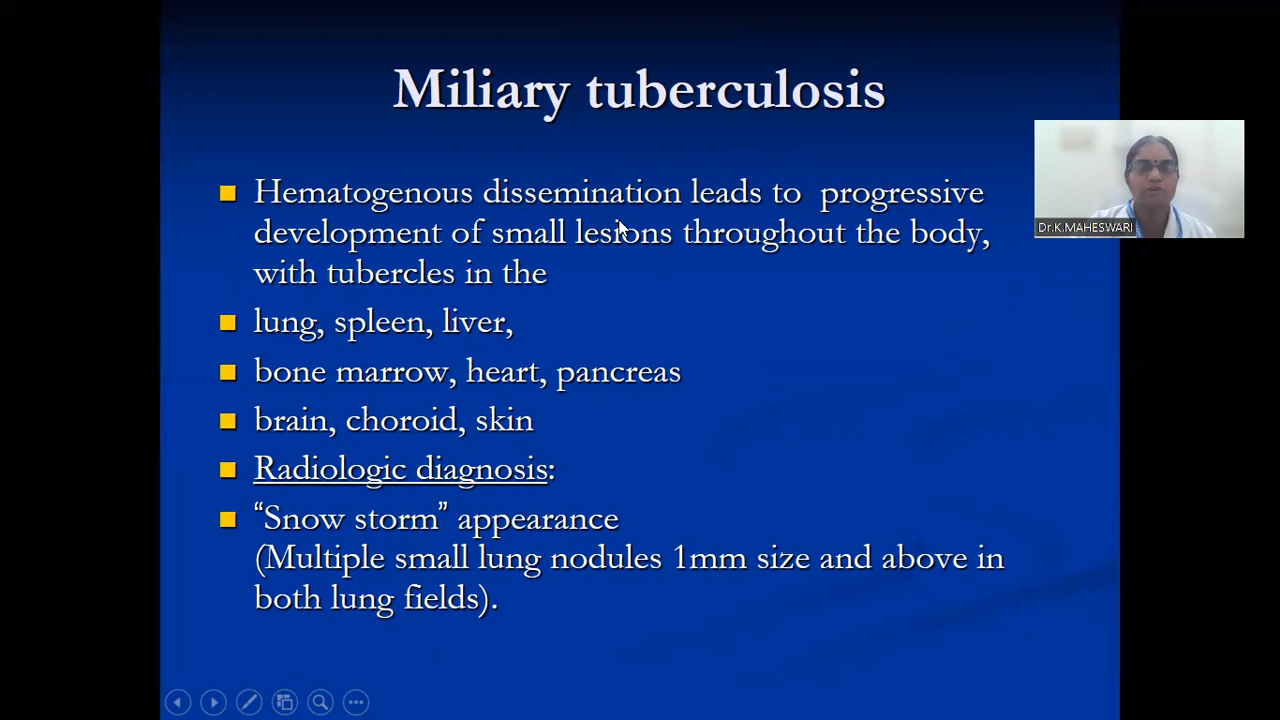 Miliary tuberculosis
Hematogenous dissemination leads to progressive
development of small lesions throughout the body,
with tubercles in the
lung, spleen, liver,
bone marrow, heart, pancreas
brain, choroid, skin
Radiologic diagnosis:
“Snow storm” appearance
(Multiple small lung nodules 1mm size and above in
both lung fields).
Dr.K.MAHESWARI